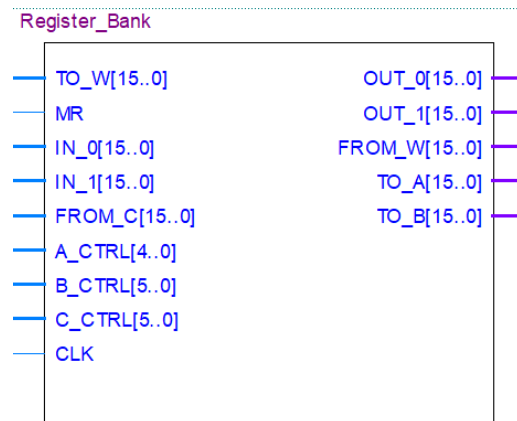 Register_Bank
TO_W[15..0] OUT_0[15..0]
MR OUT_1[15..0]
IN_0[15..0] FROM_W[15..0]
IN_1[15..0] TO_A[15..0]
FROM_C[15..0] TO_B[15..0]
A_CTRL[4..0]
B_CTRL[5..0]
C_CTRL[5..0]
CLK